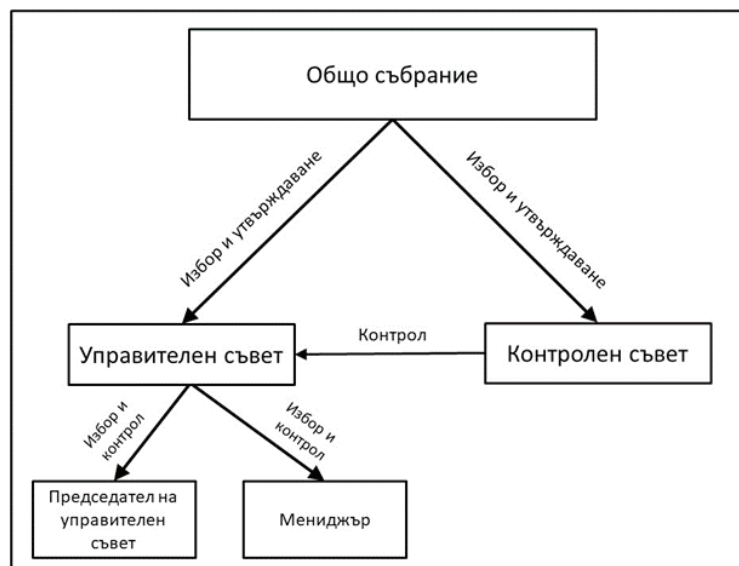 Общо събрание
Избор и утвърждаване
Избор и утвърждаване
Управителен съвет
Контрол
Контролен съвет
Избор и
контрол
Избор и
контрол
Председател на
управителен
съвет
Мениджър